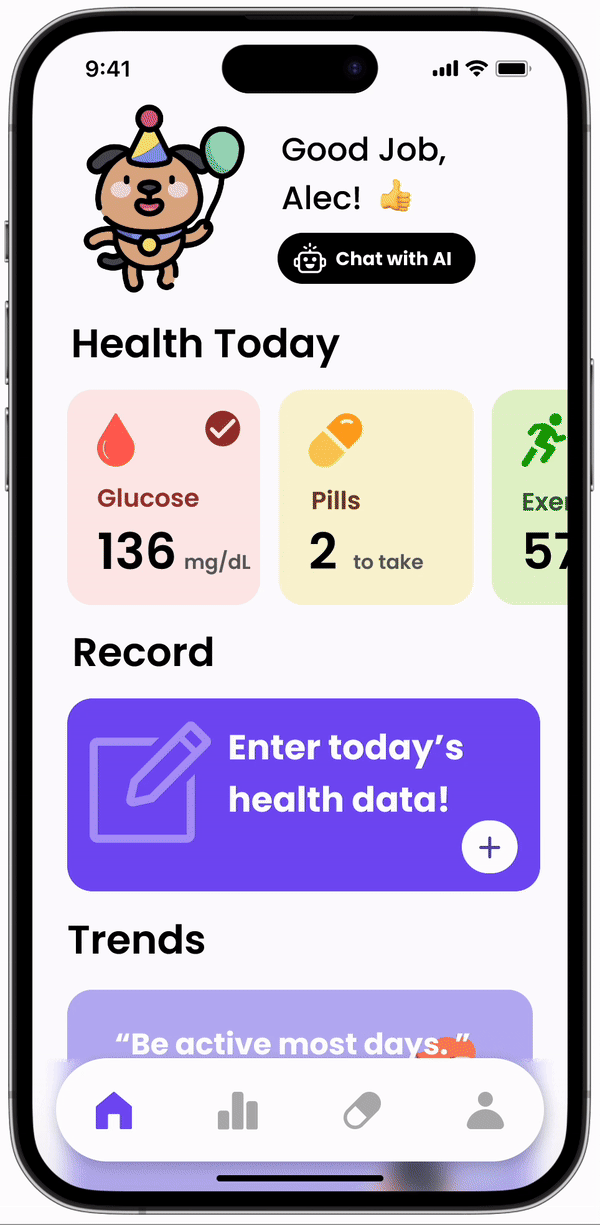 9:41
Good Job,
Alec! 👍
Chat with AI
Health Today
Glucose
136 mg/dL
Pills
2 to take
Exer
57
Record
Enter today’s
health data!
Trends
“Be active most days. ”